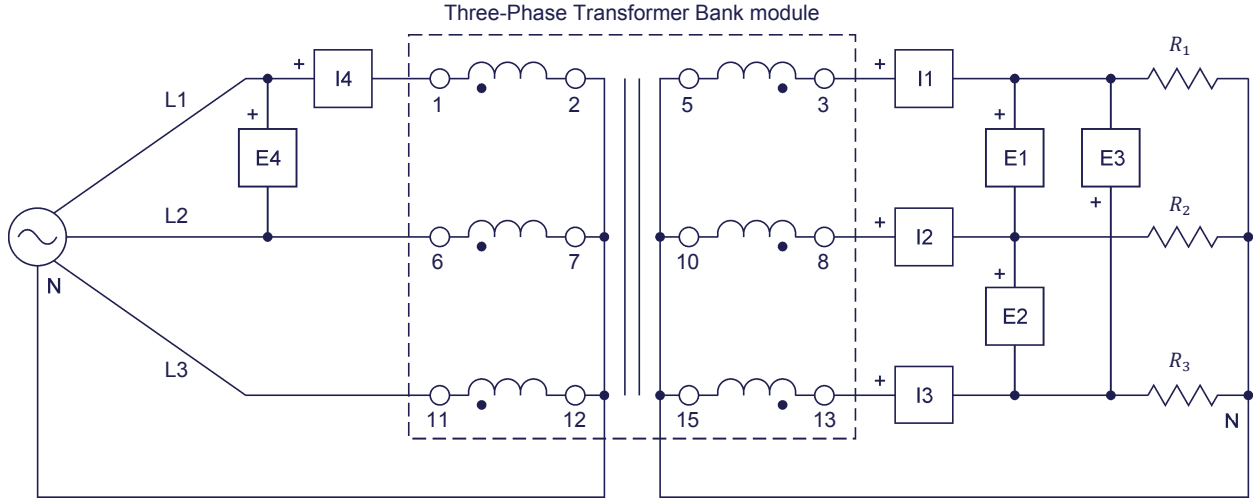 Three-Phase Transformer Bank module
+ I4 1 2 5 3 + I1 R₁
L1
+ E4 + E1 E3 +
L2
6 7 10 8 + I2 R₂
N
+ E2
L3
11 12 15 13 + I3 R₃
N